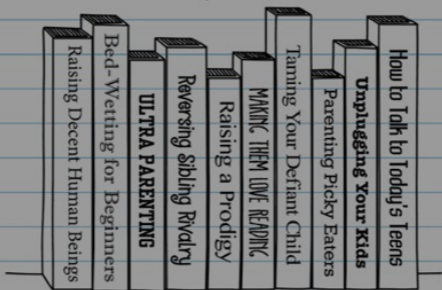 Raising Decent Human Beings
Bed-Wetting for Beginners
ULTRA PARENTING
Reversing Sibling Rivalry
Raising a Prodigy
MAKING THEM LOVE READING
Taming Your Defiant Child
Parenting Picky Eaters
Unplugging Your Kids
How to Talk to Today's Teens